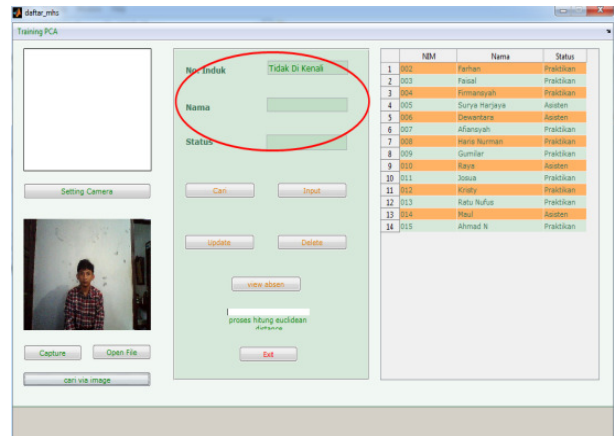 daftar_mhs
Training PCA
No. Induk
Tidak Di Kenali
Nama
Status
Setting Camera
Cari
Input
Update
Delete
view absen
proses hitung euclidean
distance
Exit
Capture
Open File
cari via image
NIM Nama Status
1 002 Farhan Praktikan
2 003 Faisal Praktikan
3 004 Firmansyah Praktikan
4 005 Surya Harjaya Asisten
5 006 Dewantara Asisten
6 007 Afiansyah Praktikan
7 008 Haris Nurman Praktikan
8 009 Gumilar Praktikan
9 010 Raya Asisten
10 011 Josua Praktikan
11 012 Kristy Praktikan
12 013 Ratu Nufus Praktikan
13 014 Maul Asisten
14 015 Ahmad N Praktikan